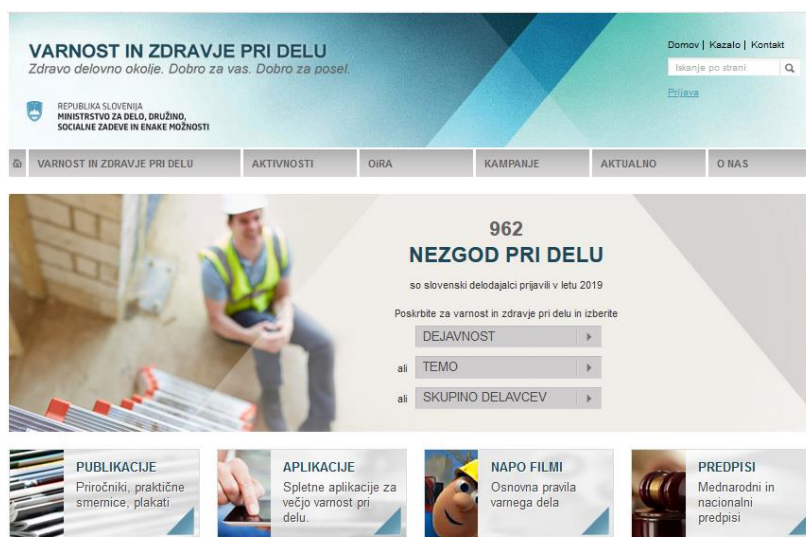 VARNOST IN ZDRAVJE PRI DELU
Zdravo delovno okolje. Dobro za vas. Dobro za posel.
Domov | Kazalo | Kontakt
Iskanje po strani
Prijava
REPUBLIKA SLOVENIJA
MINISTRSTVO ZA DELO, DRUŽINO,
SOCIALNE ZADEVE IN ENAKE MOŽNOSTI
VARNOST IN ZDRAVJE PRI DELU AKTIVNOSTI OiRA KAMPANJE AKTUALNO O NAS
962
NEZGOD PRI DELU
so slovenski delodajalci prijavili v letu 2019
Poskrbite za varnost in zdravje pri delu in izberite
DEJAVNOST
ali TEMO
ali SKUPINO DELAVCEV
PUBLIKACIJE
Priročniki, praktične
smernice, plakati
APLIKACIJE
Spletne aplikacije za
večjo varnost pri
delu.
NAPO FILMI
Osnovna pravila
varnega dela
PREDPISI
Mednarodni in
nacionalni
predpisi